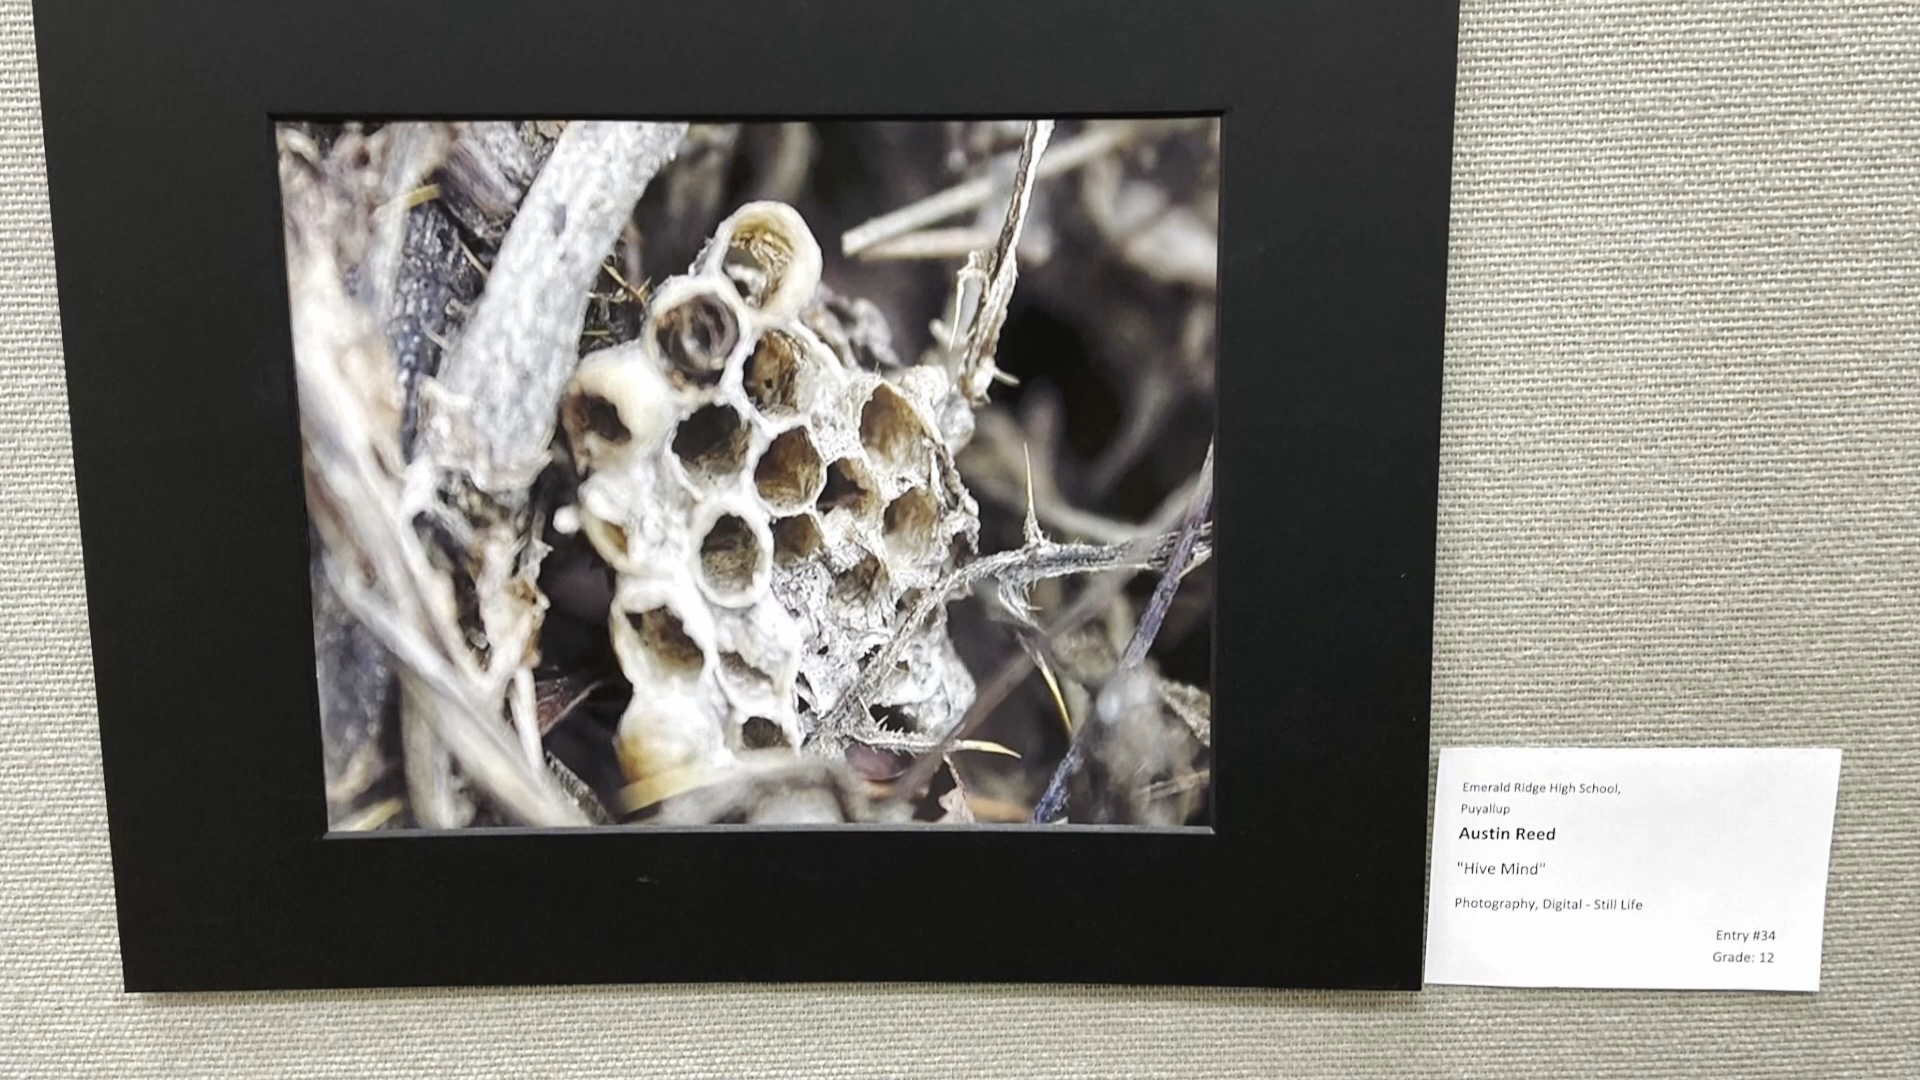 Emerald Ridge High School,
Puyallup
Austin Reed
"Hive Mind"
Photography, Digital - Still Life
Entry #34
Grade: 12